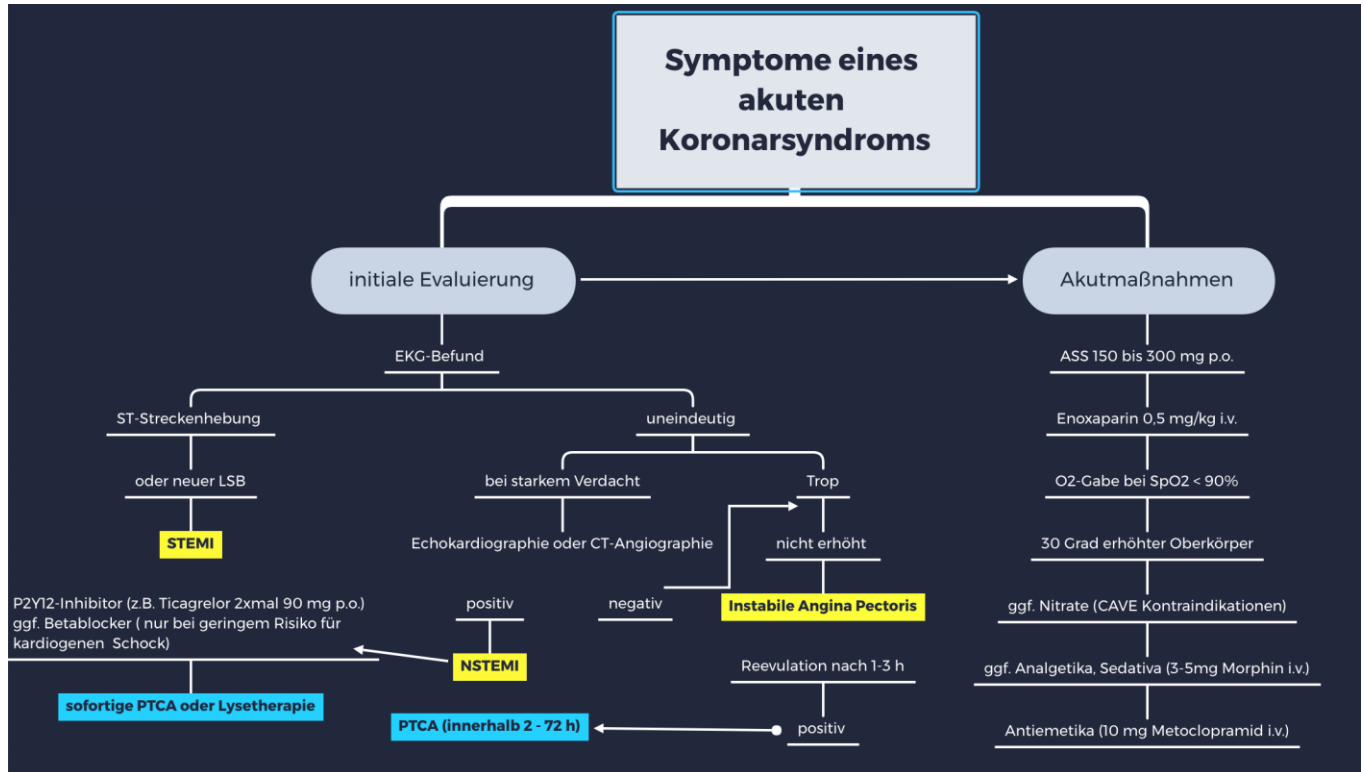 Symptome eines
akuten
Koronarsyndroms
initiale Evaluierung
Akutmaßnahmen
EKG-Befund
ST-Streckenhebung
uneindeutig
oder neuer LSB
bei starkem Verdacht
Trop
STEMI
Echokardiographie oder CT-Angiographie
nicht erhöht
P2Y12-Inhibitor (z.B. Ticagrelor 2xmal 90 mg p.o.)
ggf. Betablocker ( nur bei geringem Risiko für
kardiogenen Schock)
positiv
negativ
Instabile Angina Pectoris
NSTEMI
Reevulation nach 1-3 h
sofortige PTCA oder Lysetherapie
PTCA (innerhalb 2 - 72 h)
positiv
ASS 150 bis 300 mg p.o.
Enoxaparin 0,5 mg/kg i.v.
O2-Gabe bei SpO2 < 90%
30 Grad erhöhter Oberkörper
ggf. Nitrate (CAVE Kontraindikationen)
ggf. Analgetika, Sedativa (3-5mg Morphin i.v.)
Antiemetika (10 mg Metoclopramid i.v.)